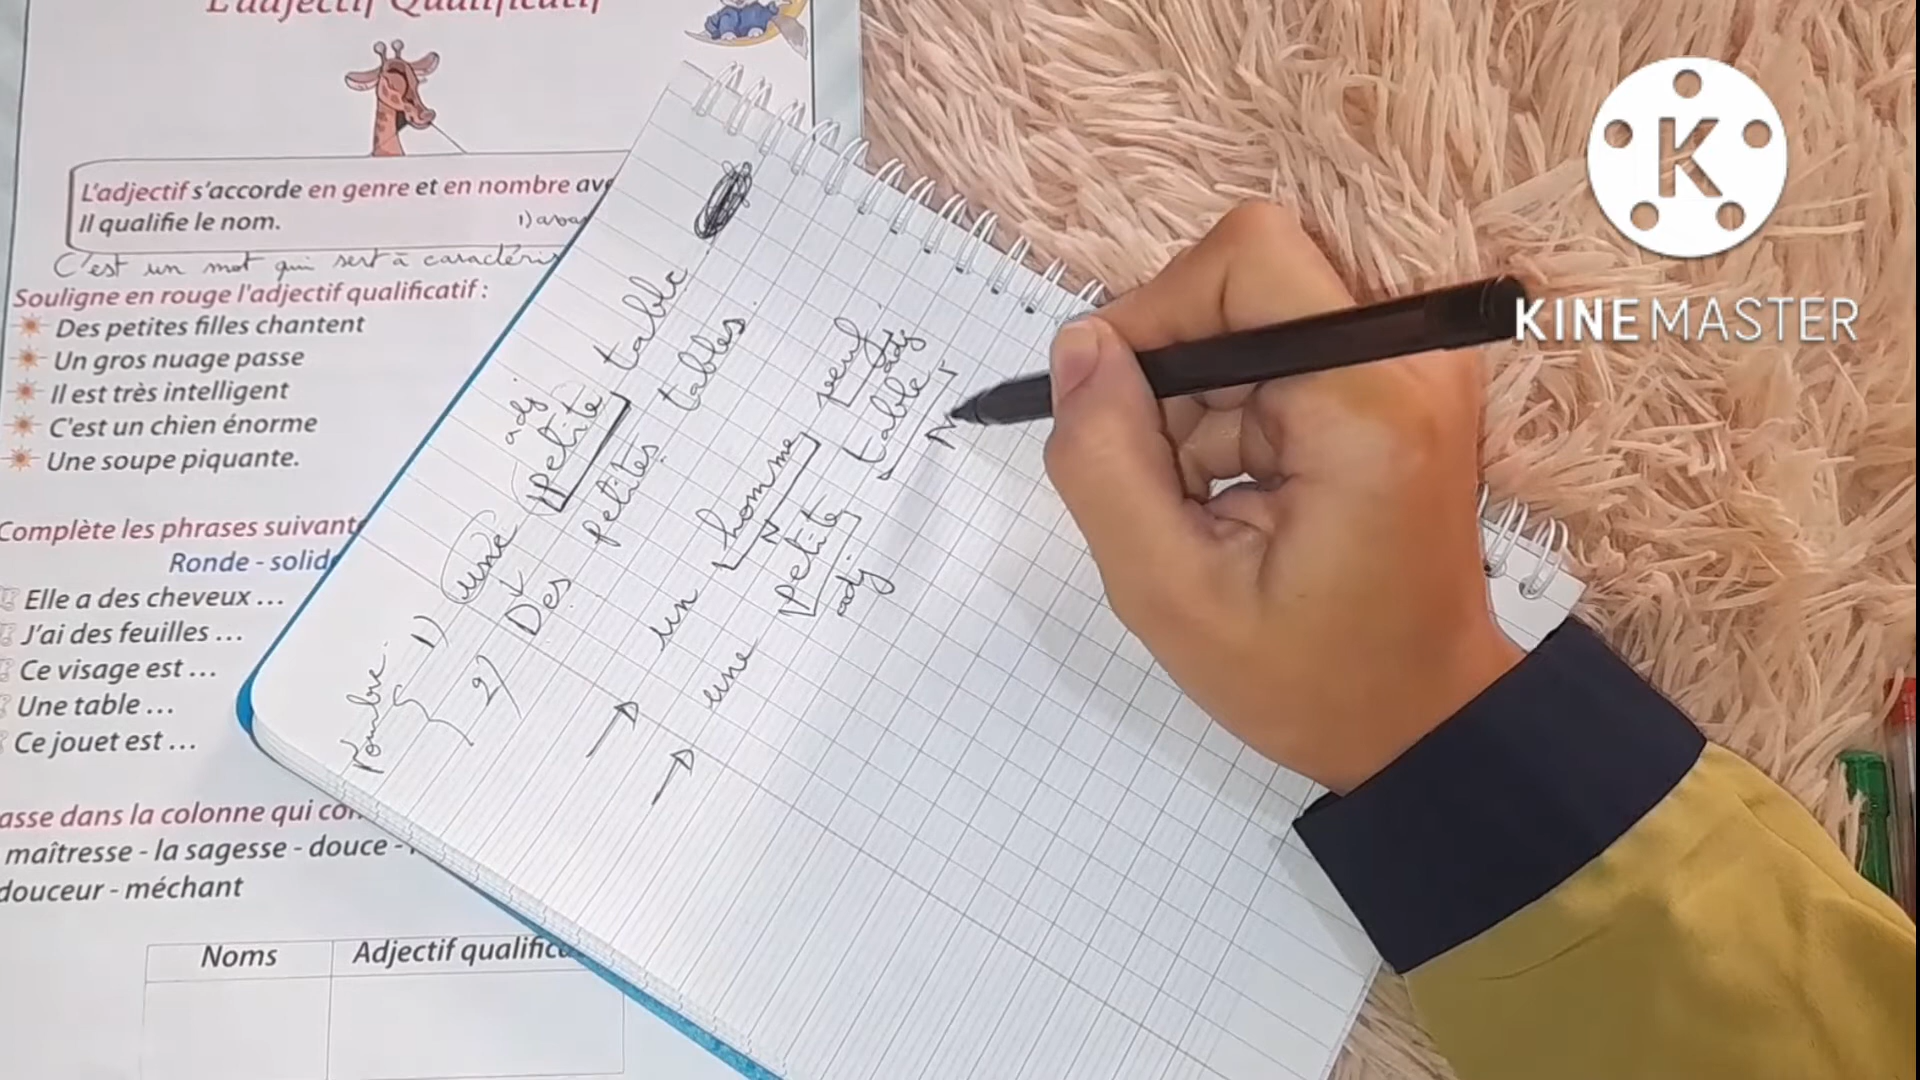 L'adjectif Qualificatif
L'adjectif s'accorde en genre et en nombre ave
Il qualifie le nom.
1) avan
C'est un mot qui sert à caractéris
Souligne en rouge l'adjectif qualificatif :
Des petites filles chantent
Un gros nuage passe
Il est très intelligent
C'est un chien énorme
Une soupe piquante.
Complète les phrases suivant
Ronde - solid
Elle a des cheveux ...
J'ai des feuilles ...
Ce visage est ...
Une table ...
Ce jouet est ...
asse dans la colonne qui co
maîtresse - la sagesse - douce -
douceur - méchant
Noms Adjectif qualifica
adj
1) une Petite table
Nombre
2) Des petites tables
un homme veuf
N adj
une petite table
adj N
K
KINEMASTER